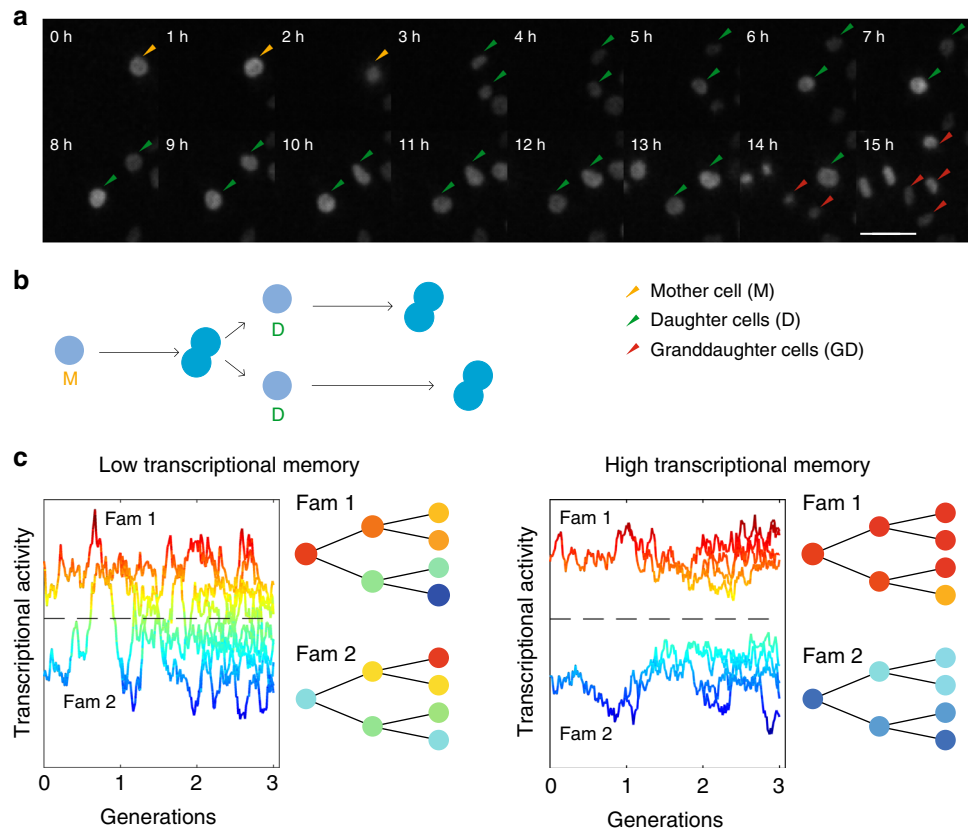 a
0 h 1 h 2 h 3 h 4 h 5 h 6 h 7 h
8 h 9 h 10 h 11 h 12 h 13 h 14 h 15 h
b
M
D
D
Mother cell (M)
Daughter cells (D)
Granddaughter cells (GD)
c
Low transcriptional memory
Transcriptional activity
Fam 1
Fam 2
0 1 2 3
Generations
Fam 1
Fam 2
High transcriptional memory
Transcriptional activity
Fam 1
Fam 2
0 1 2 3
Generations
Fam 1
Fam 2